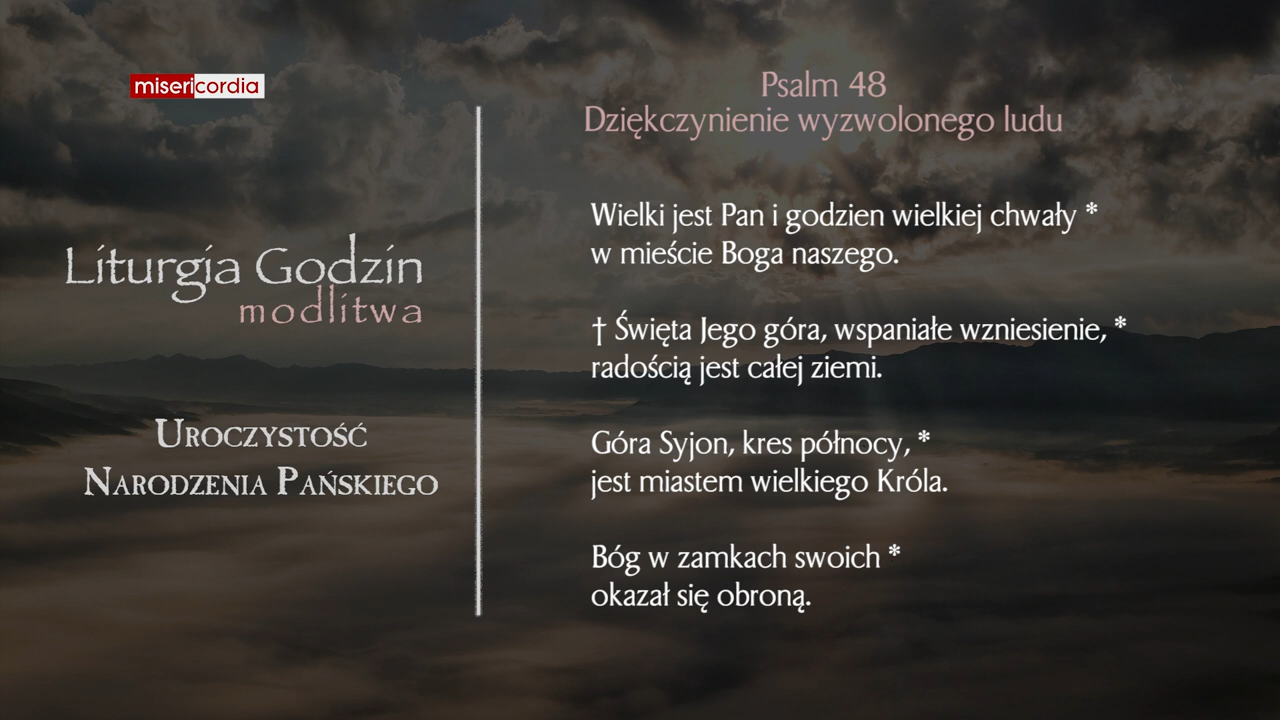 misericordia
Liturgia Godzin
modlitwa
Uroczystość
Narodzenia Pańskiego
Psalm 48
Dziękczynienie wyzwolonego ludu
Wielki jest Pan i godzien wielkiej chwały *
w mieście Boga naszego.
† Święta Jego góra, wspaniałe wzniesienie, *
radością jest całej ziemi.
Góra Syjon, kres północy, *
jest miastem wielkiego Króla.
Bóg w zamkach swoich *
okazał się obroną.